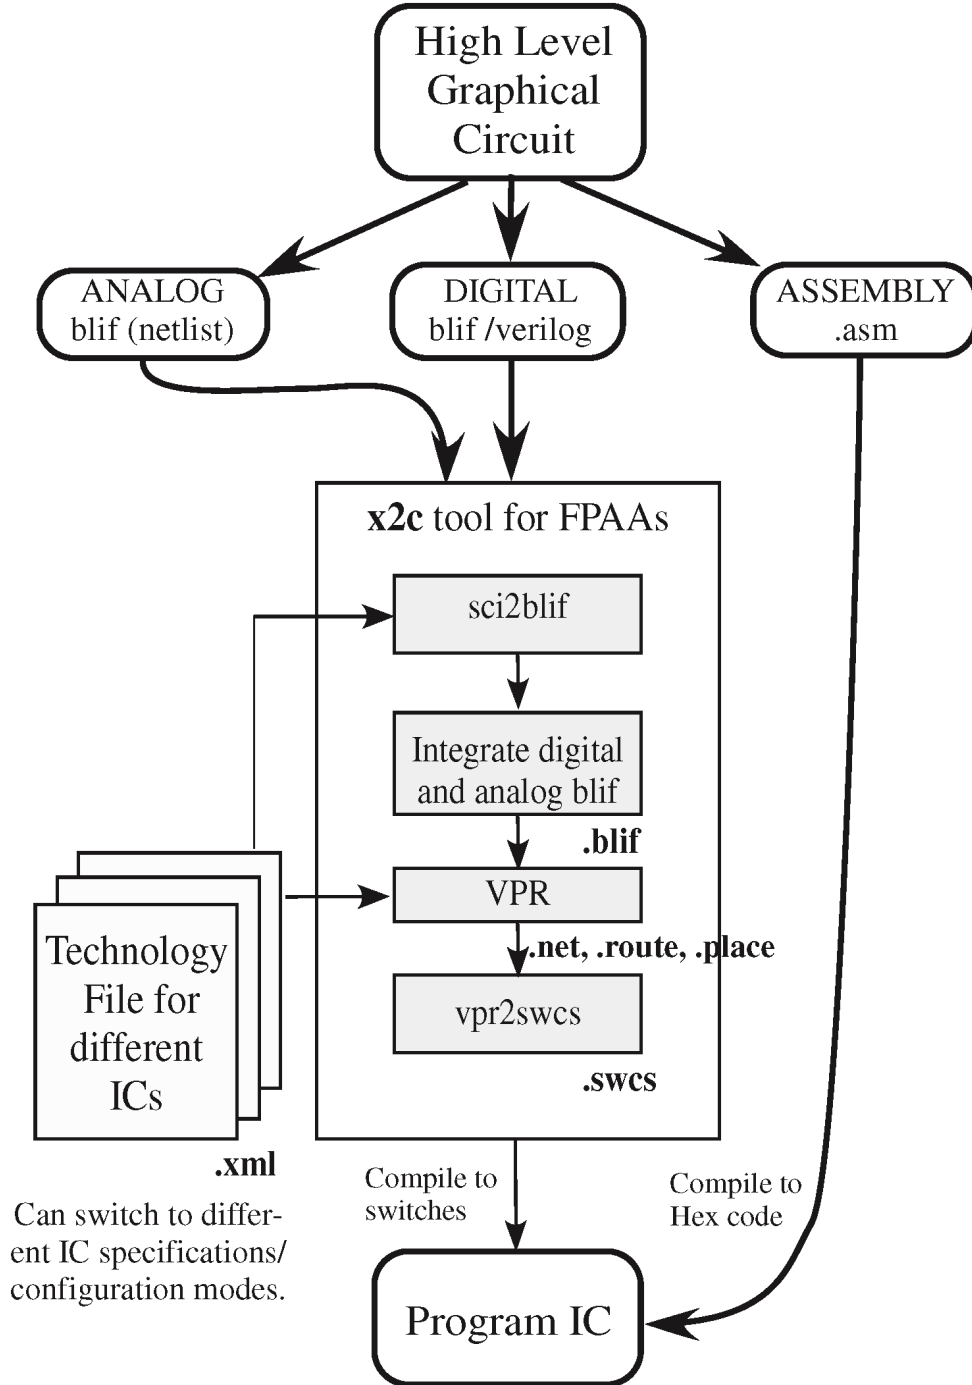 High Level
Graphical
Circuit
ANALOG
blif (netlist)
DIGITAL
blif /verilog
ASSEMBLY
.asm
x2c tool for FPAAs
sci2blif
Integrate digital
and analog blif
.blif
VPR
.net, .route, .place
vpr2swcs
.swcs
Technology
File for
different
ICs
.xml
Can switch to differ-
ent IC specifications/
configuration modes.
Compile to
switches
Compile to
Hex code
Program IC